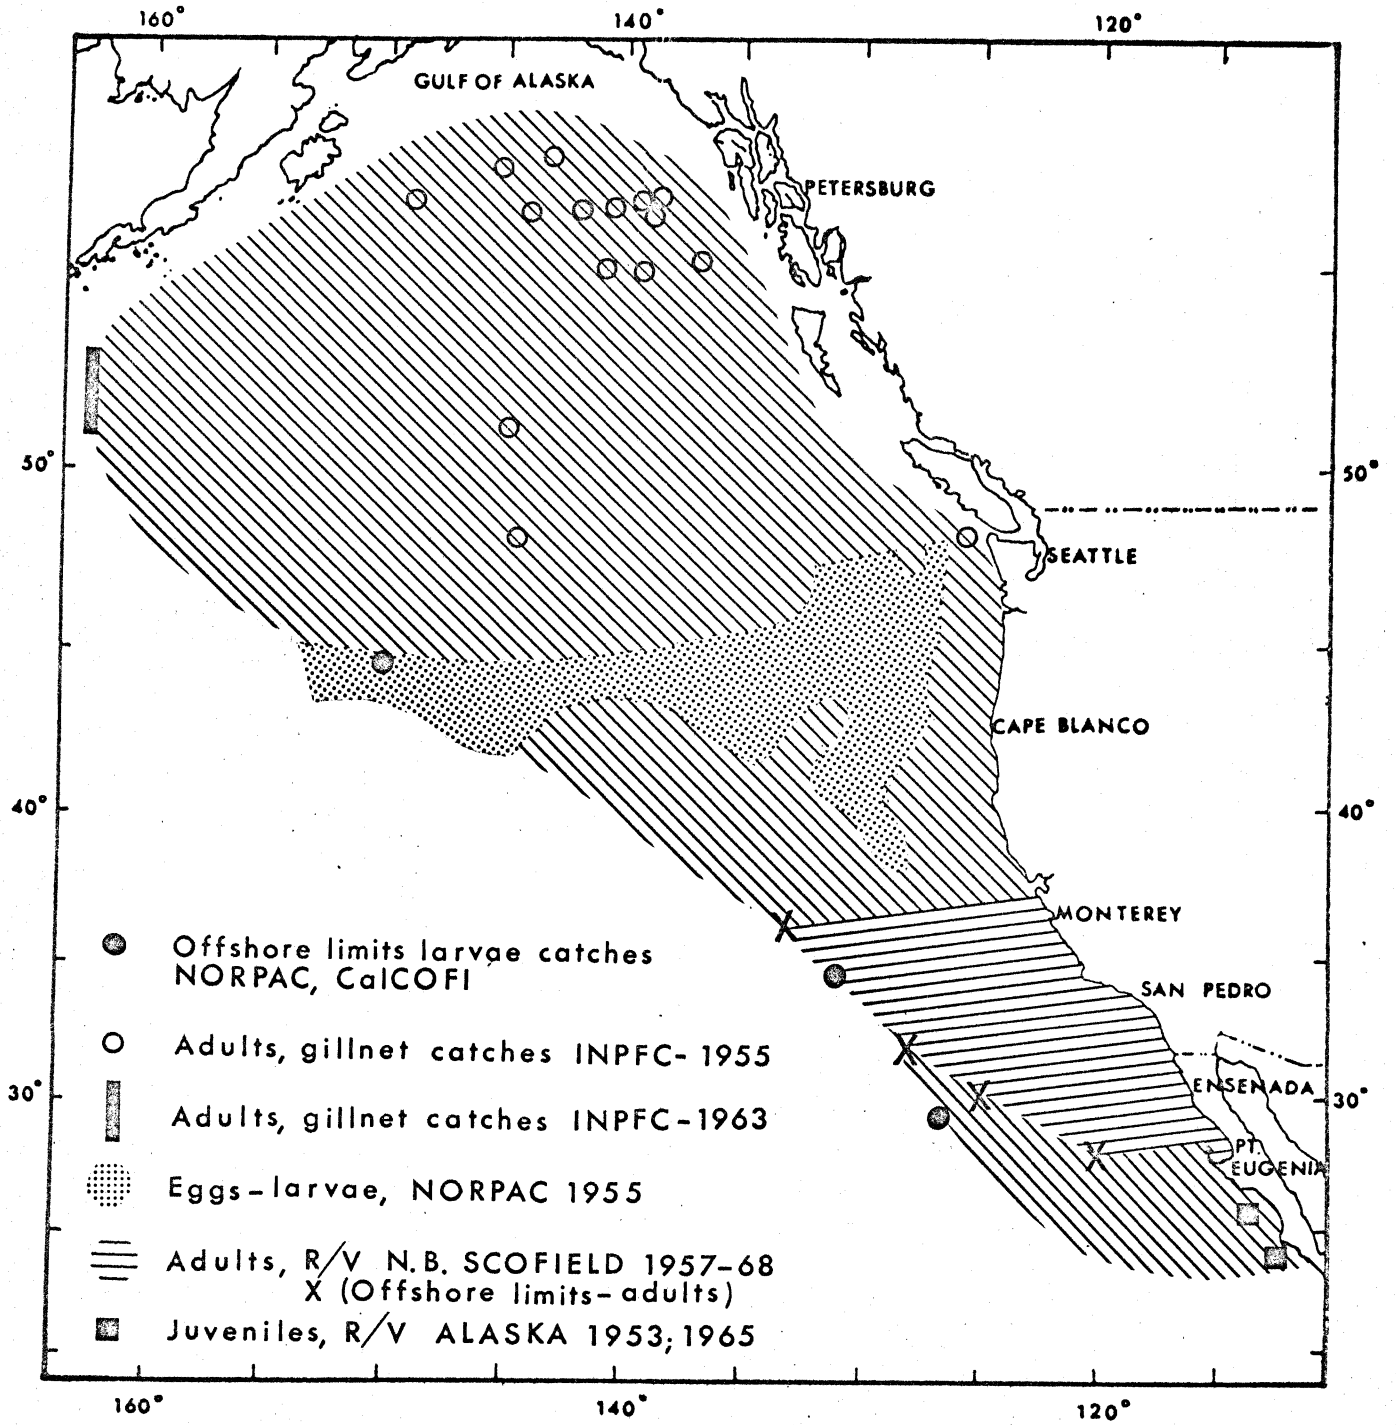 160°
140°
120°
GULF OF ALASKA
PETERSBURG
50°
50°
SEATTLE
CAPE BLANCO
40°
40°
X
MONTEREY
Offshore limits larvae catches
NORPAC, CalCOFI
SAN PEDRO
X
Adults, gillnet catches INPFC-1955
X
ENSENADA
30°
30°
Adults, gillnet catches INPFC-1963
X
PT.
EUGENIA
Eggs-larvae, NORPAC 1955
Adults, R/V N.B. SCOFIELD 1957-68
X (Offshore limits-adults)
Juveniles, R/V ALASKA 1953; 1965
160°
140°
120°